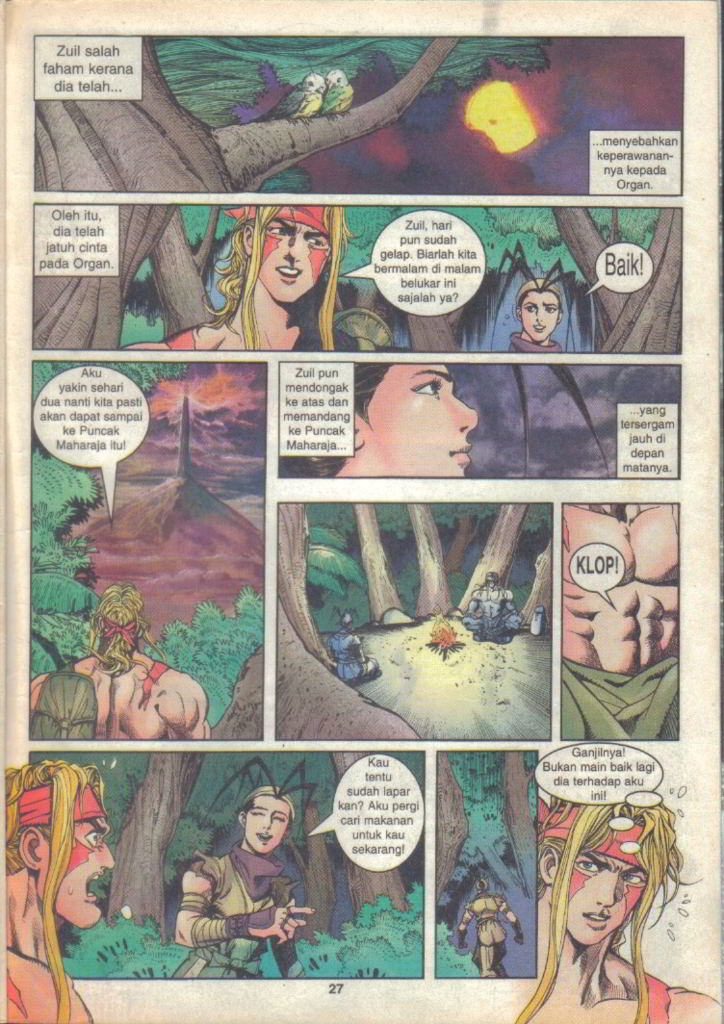 Zuil salah
faham kerana
dia telah...
...menyebahkan
keperawanan-
nya kepada
Organ.
Oleh itu,
dia telah
jatuh cinta
pada Organ.
Zuil, hari
pun sudah
gelap. Biarlah kita
bermalam di malam
belukar ini
sajalah ya?
Baik!
Aku
yakin sehari
dua nanti kita pasti
akan dapat sampai
ke Puncak
Maharaja itu!
Zuil pun
mendongak
ke atas dan
memandang
ke Puncak
Maharaja...
...yang
tersergam
jauh di
depan
matanya.
KLOP!
Kau
tentu
sudah lapar
kan? Aku pergi
cari makanan
untuk kau
sekarang!
Ganjilnya!
Bukan main baik lagi
dia terhadap aku
ini!
27